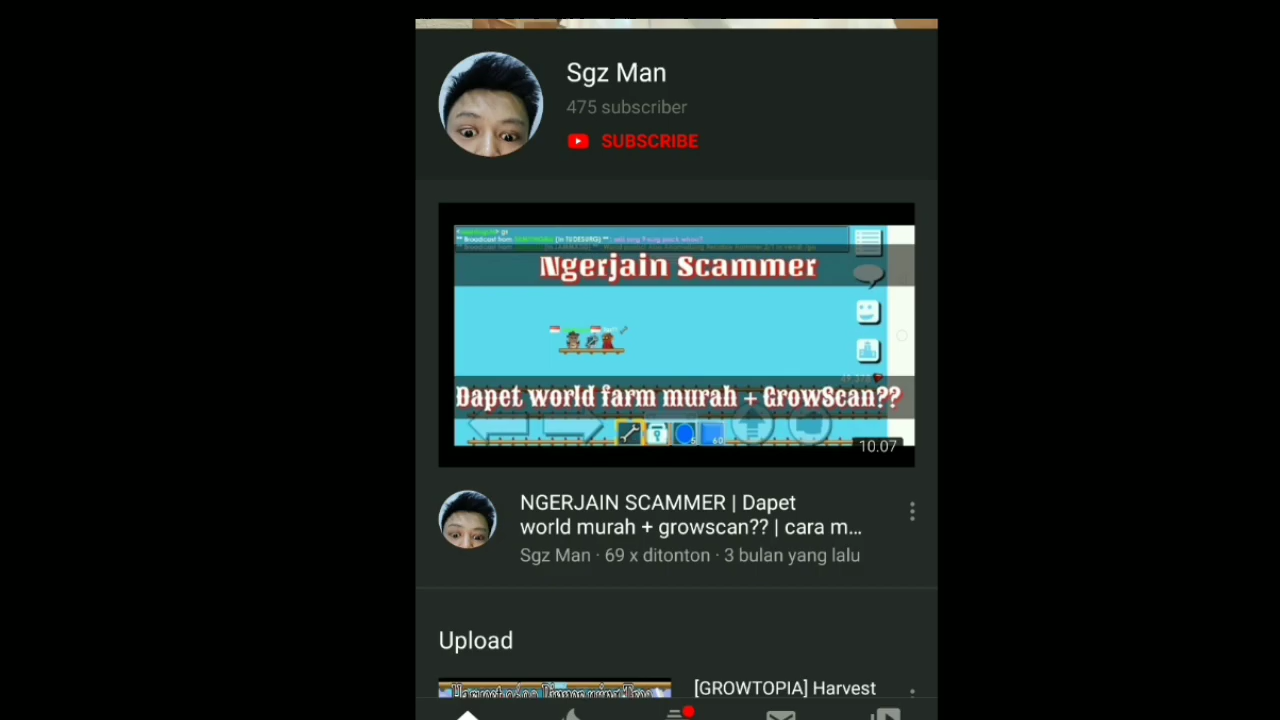 Sgz Man
475 subscriber
SUBSCRIBE
Ngerjain Scammer
Dapet world farm murah + GrowScan??
10.07
NGERJAIN SCAMMER | Dapet
world murah + growscan?? | cara m...
Sgz Man · 69 x ditonton · 3 bulan yang lalu
Upload
[GROWTOPIA] Harvest